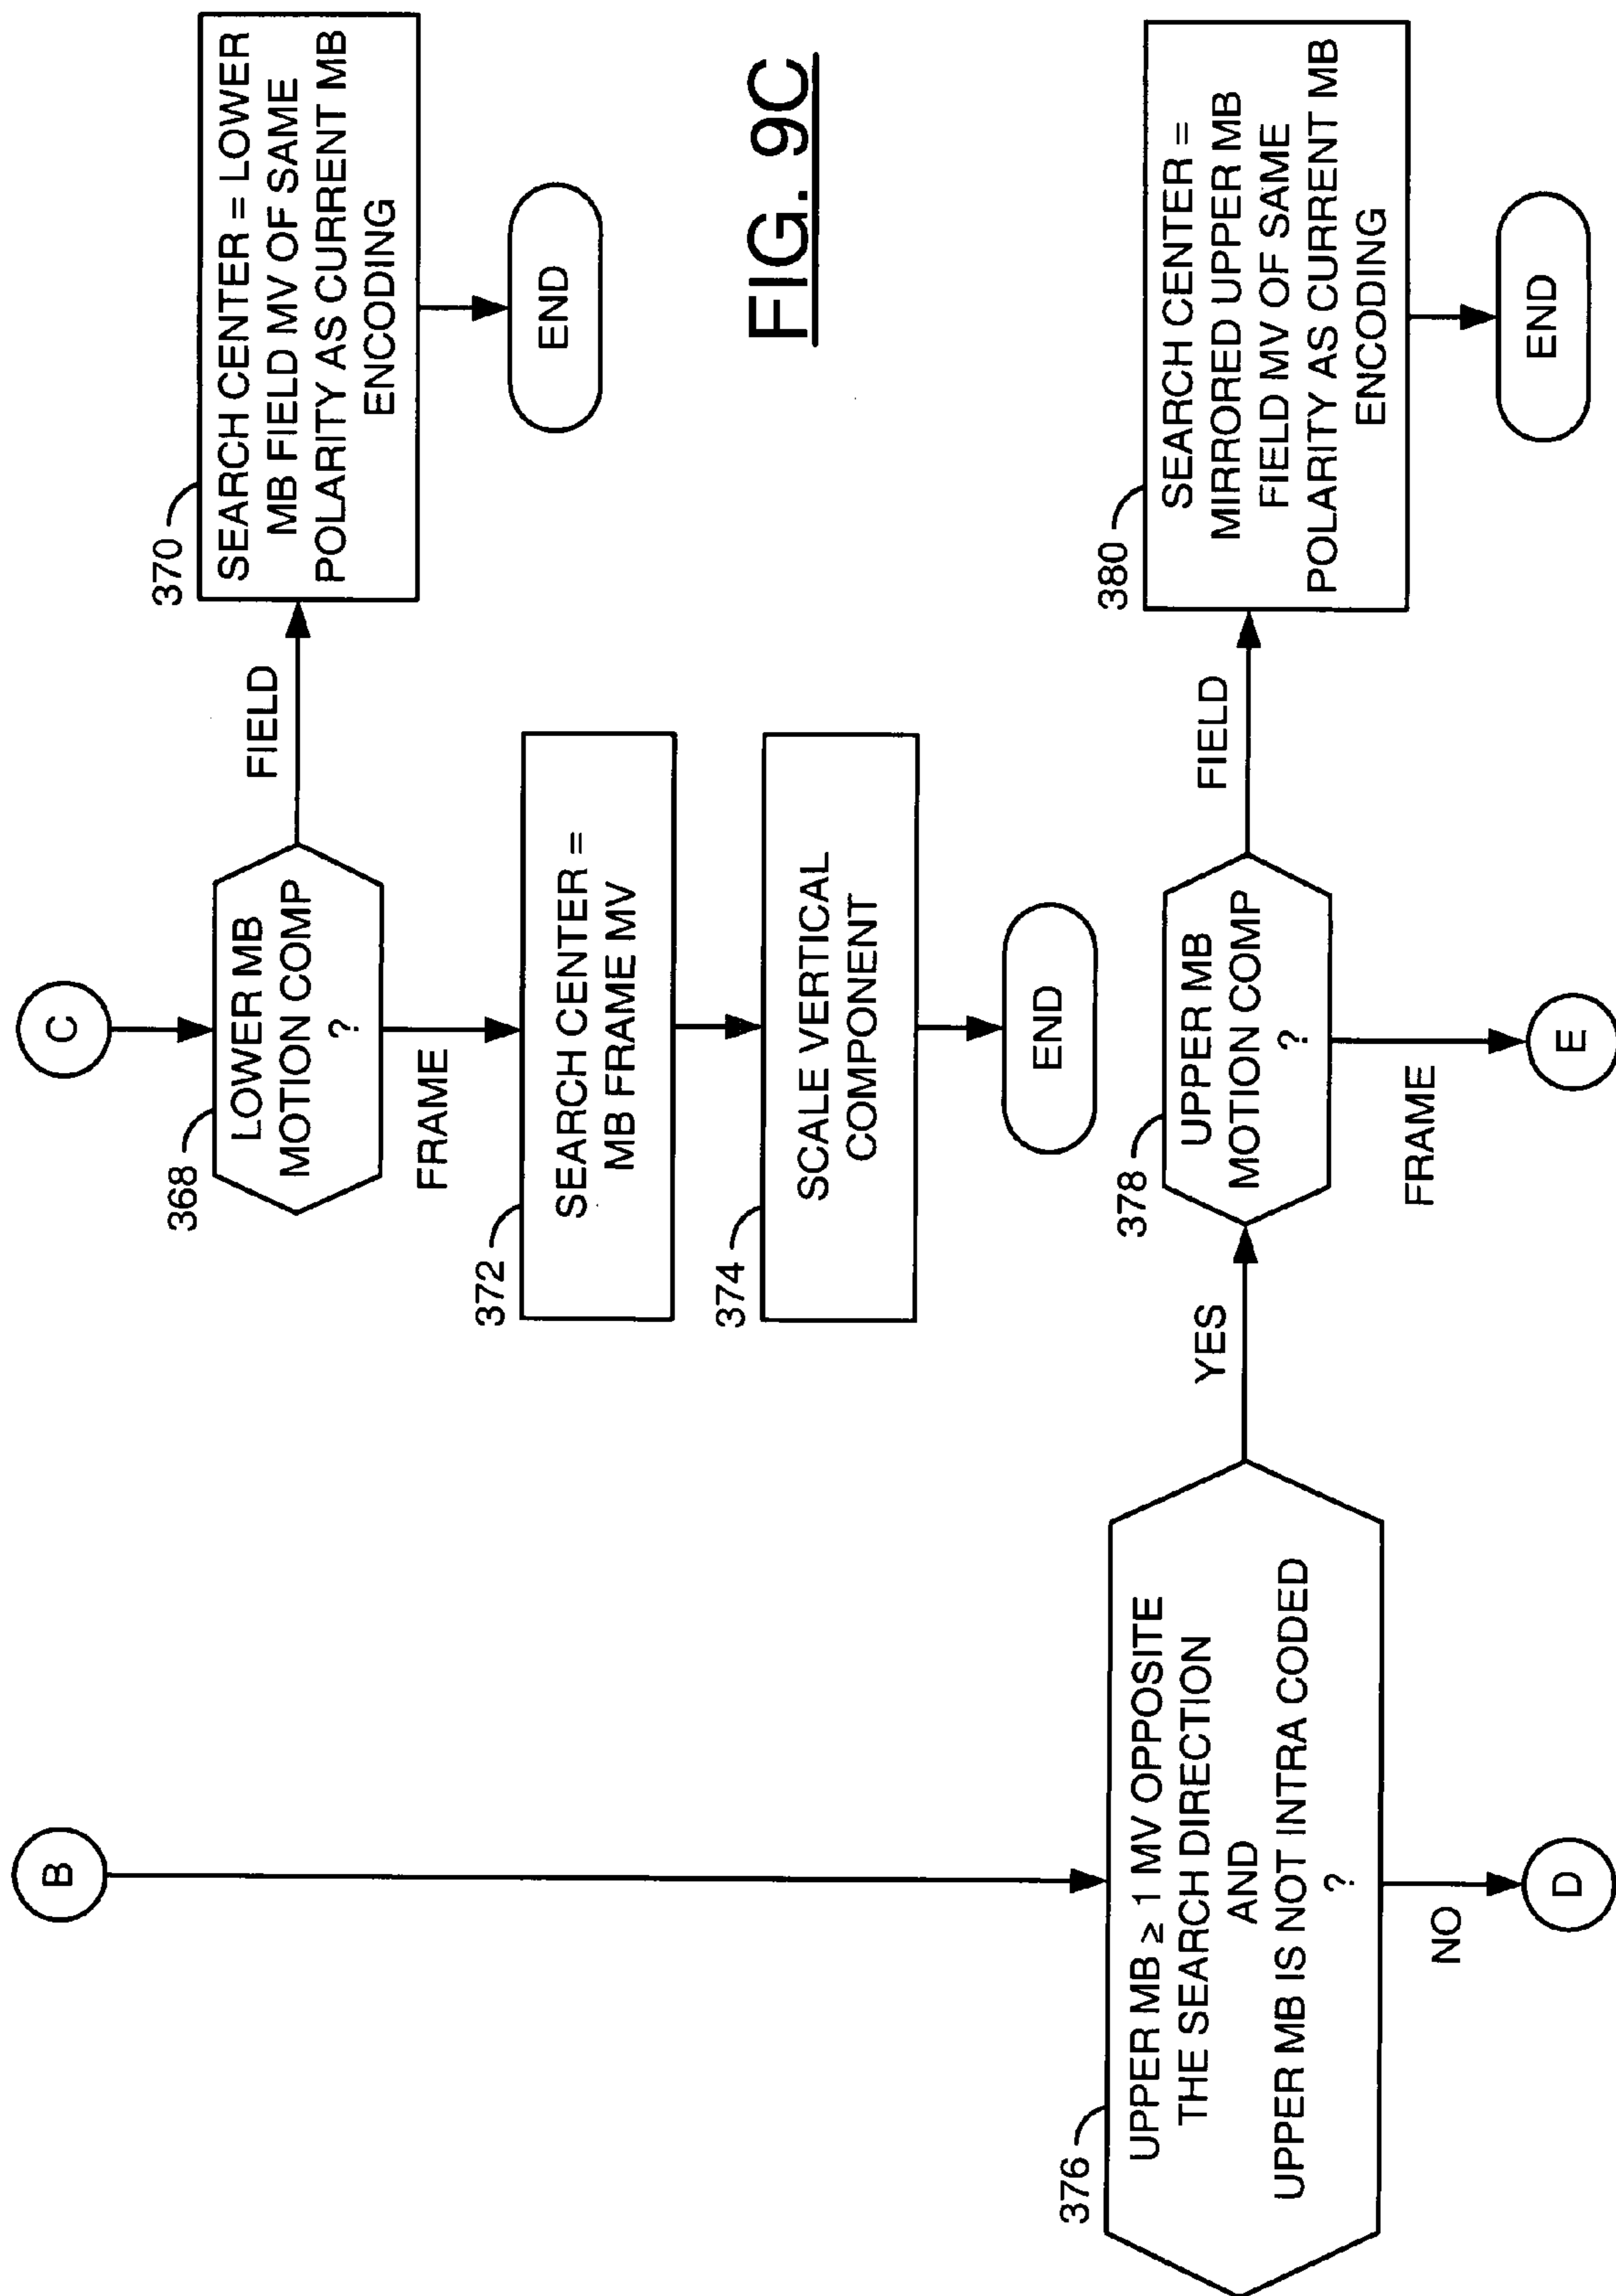 C
368
LOWER MB
MOTION COMP
?
FIELD
370
SEARCH CENTER = LOWER
MB FIELD MV OF SAME
POLARITY AS CURRENT MB
ENCODING
END
FRAME
372
SEARCH CENTER =
MB FRAME MV
374
SCALE VERTICAL
COMPONENT
END
FIG. 9C
B
376
UPPER MB ≥ 1 MV OPPOSITE
THE SEARCH DIRECTION
AND
UPPER MB IS NOT INTRA CODED
?
NO
D
YES
378
UPPER MB
MOTION COMP
?
FRAME
E
FIELD
380
SEARCH CENTER =
MIRRORED UPPER MB
FIELD MV OF SAME
POLARITY AS CURRENT MB
ENCODING
END